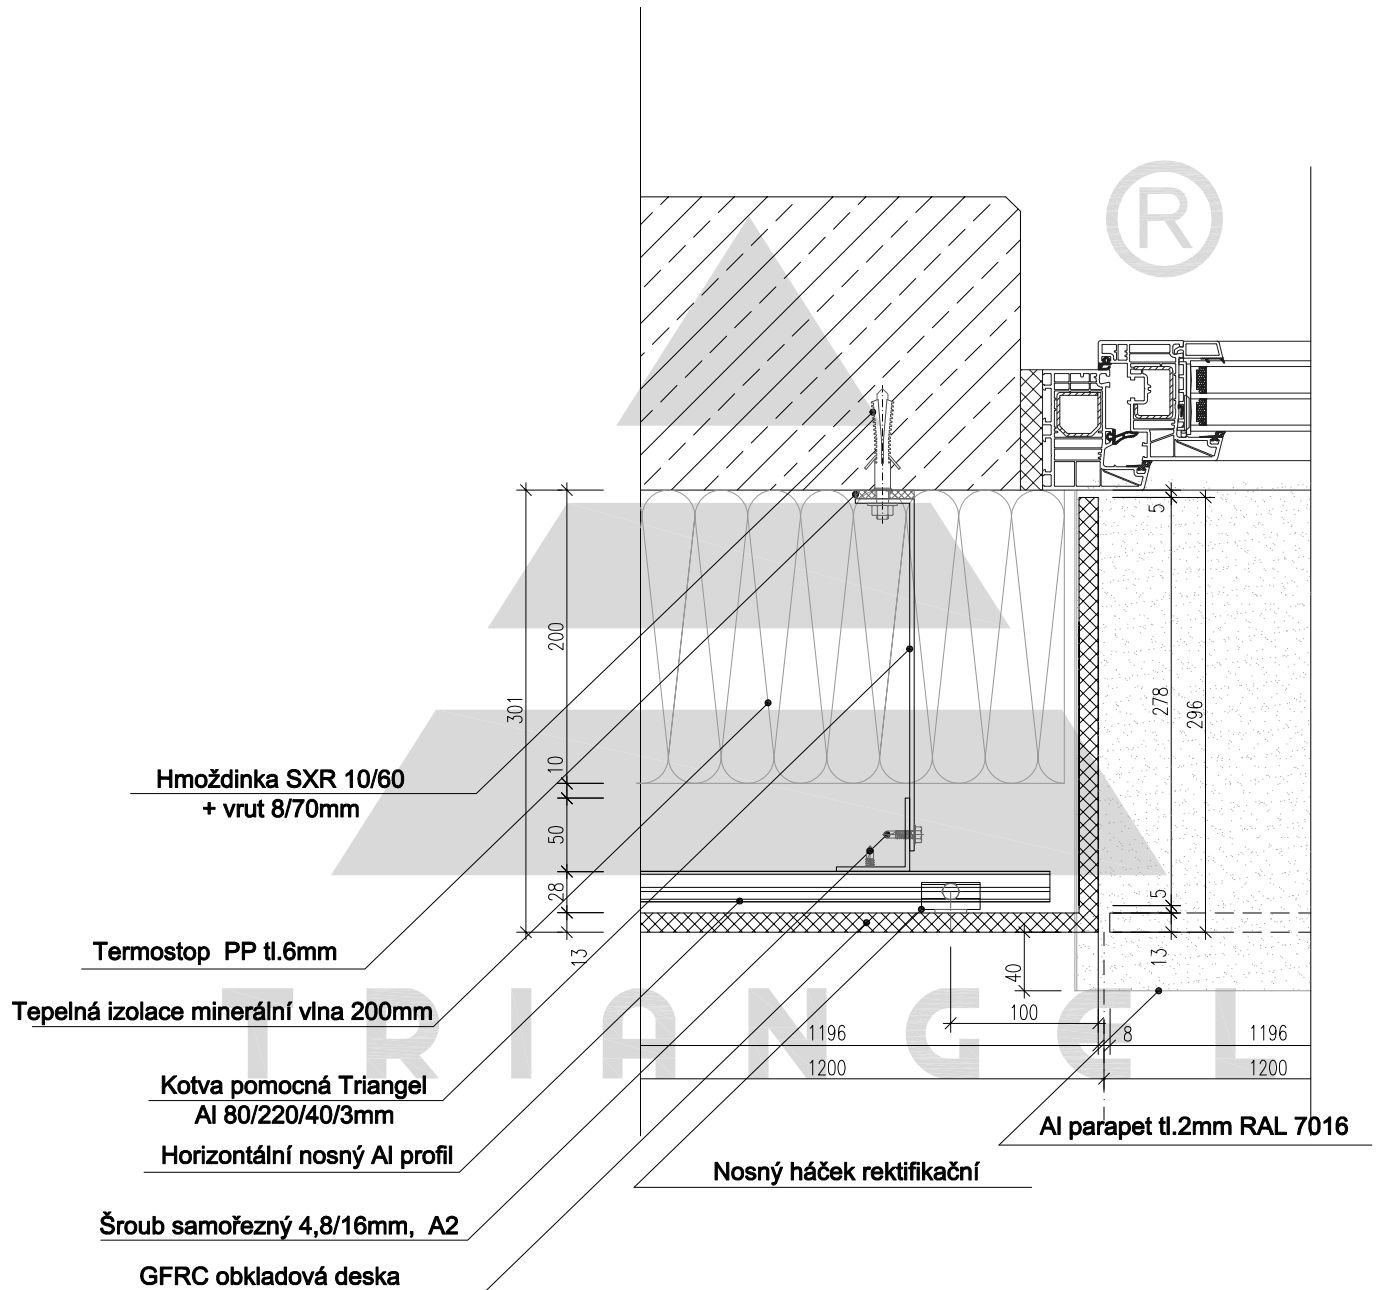 ®
5
200
301
278
296
10
Hmoždinka SXR 10/60
+ vrut 8/70mm
50
28
5
13
13
Termostop PP tl.6mm
40
Tepelná izolace minerální vlna 200mm
TRIANGEL
100
1196
8
1196
1200
1200
Kotva pomocná Triangel
Al 80/220/40/3mm
Al parapet tl.2mm RAL 7016
Horizontální nosný Al profil
Nosný háček rektifikační
Šroub samořezný 4,8/16mm, A2
GFRC obkladová deska